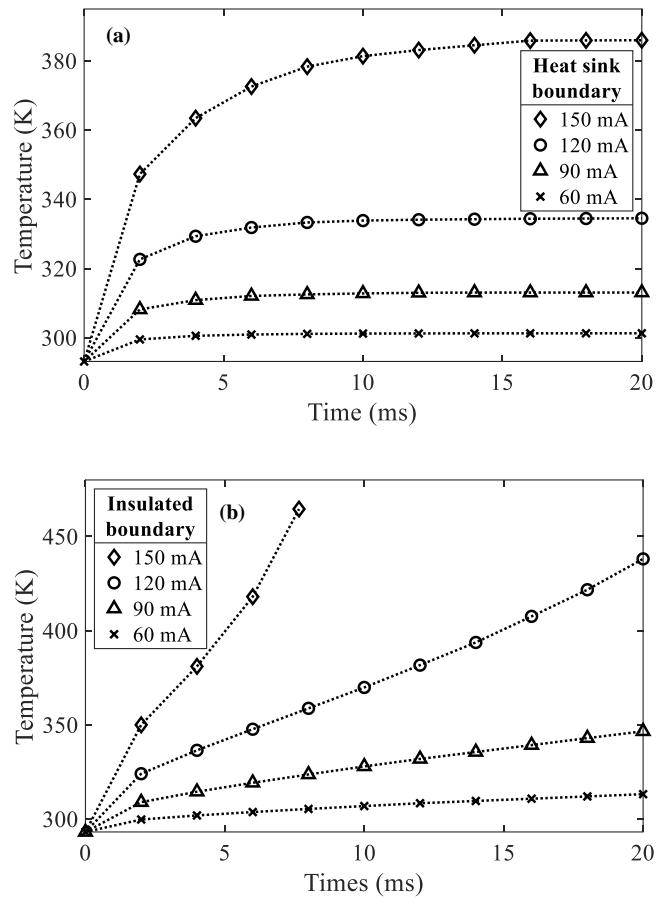 (a)
380
360
340
320
300
Temperature (K)
Heat sink
boundary
150 mA
120 mA
90 mA
60 mA
0 5 10 15 20
Time (ms)
(b)
450
400
350
300
Temperature (K)
Insulated
boundary
150 mA
120 mA
90 mA
60 mA
0 5 10 15 20
Times (ms)